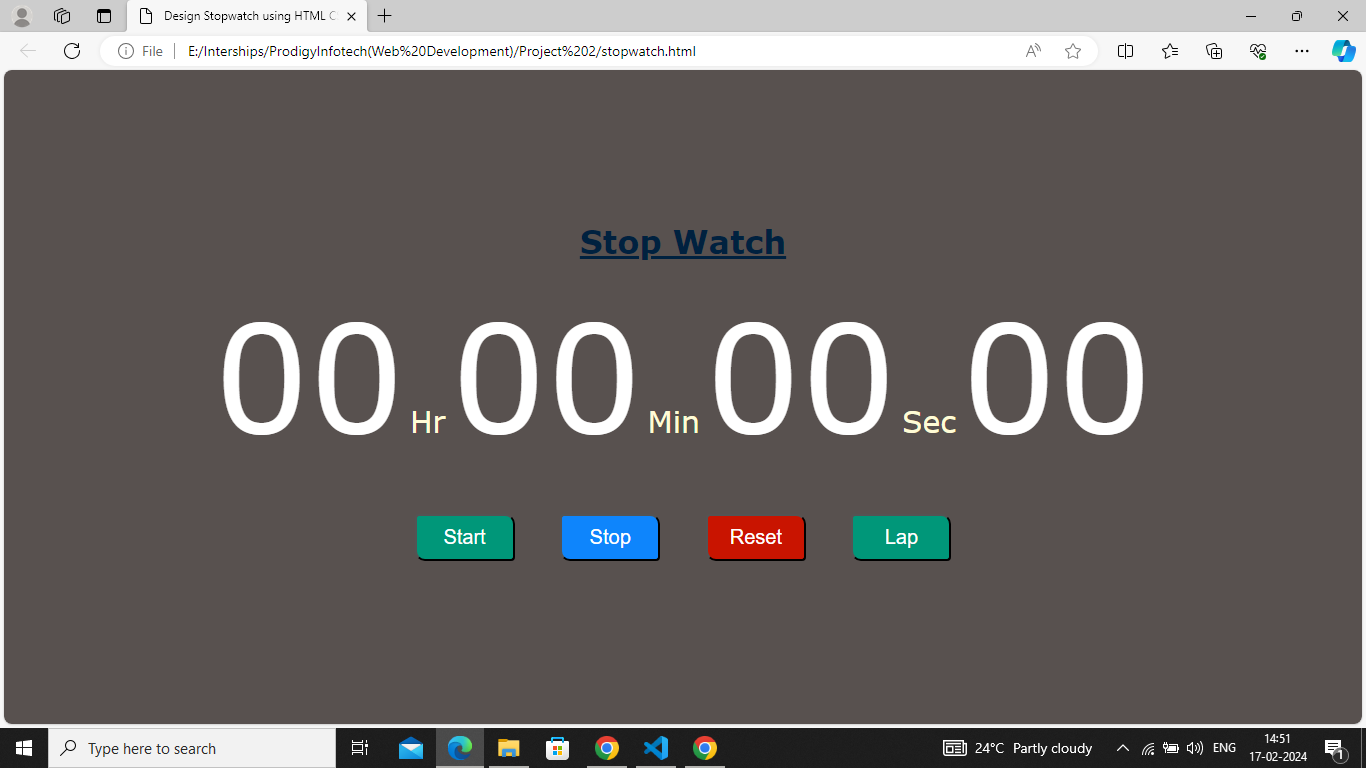 Design Stopwatch using HTML C
File E:/Interships/ProdigyInfotech(Web%20Development)/Project%202/stopwatch.html
Stop Watch
00 Hr 00 Min 00 Sec 00
Start Stop Reset Lap
Type here to search 24°C Partly cloudy ENG 14:51
17-02-2024 1